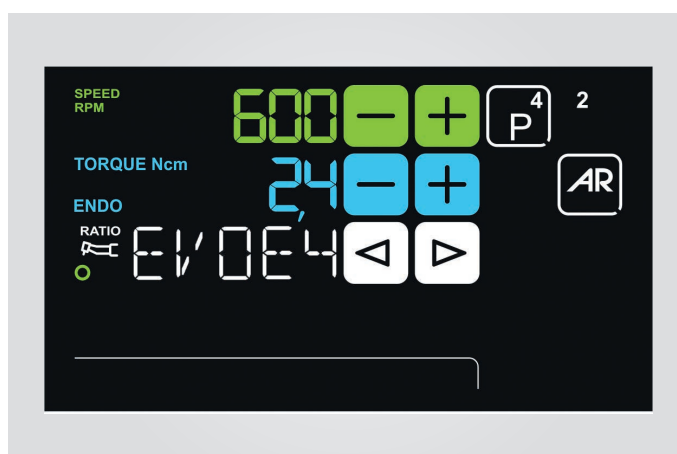 SPEED
RPM
600 − + P 4 2
TORQUE Ncm
2,4 − + AR
ENDO
RATIO
EVOE4